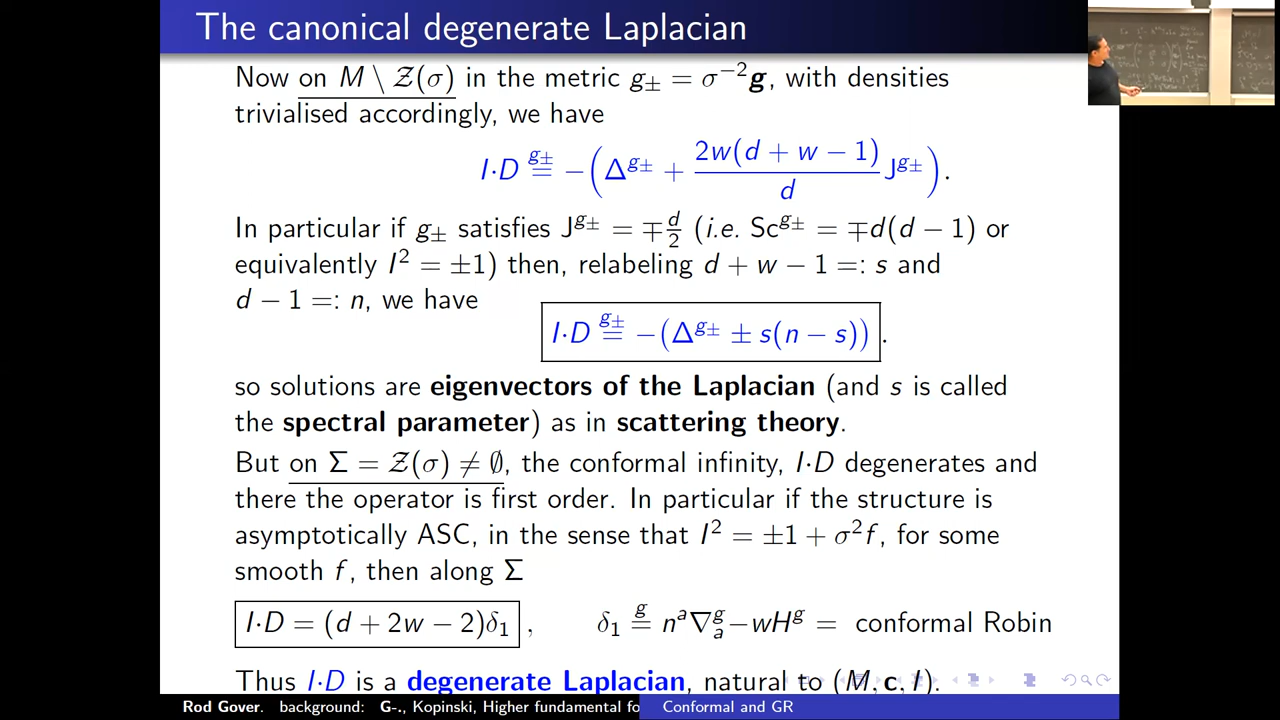 The canonical degenerate Laplacian
Now on M \ Z(σ) in the metric g± = σ⁻²g, with densities
trivialised accordingly, we have
I·D g±= −(Δ^g± + 2w(d + w − 1)/d J^g±).
In particular if g± satisfies J^g± = ∓d/2 (i.e. Sc^g± = ∓d(d − 1) or
equivalently I² = ±1) then, relabeling d + w − 1 =: s and
d − 1 =: n, we have
I·D g±= −(Δ^g± ± s(n − s)).
so solutions are eigenvectors of the Laplacian (and s is called
the spectral parameter) as in scattering theory.
But on Σ = Z(σ) ≠ ∅, the conformal infinity, I·D degenerates and
there the operator is first order. In particular if the structure is
asymptotically ASC, in the sense that I² = ±1 + σ²f, for some
smooth f, then along Σ
I·D = (d + 2w − 2)δ₁ , δ₁ g= nᵃ∇ₐ^g − wH^g = conformal Robin
Thus I·D is a degenerate Laplacian, natural to (M, c, I).
Rod Gover. background: G-., Kopinski, Higher fundamental fo Conformal and GR